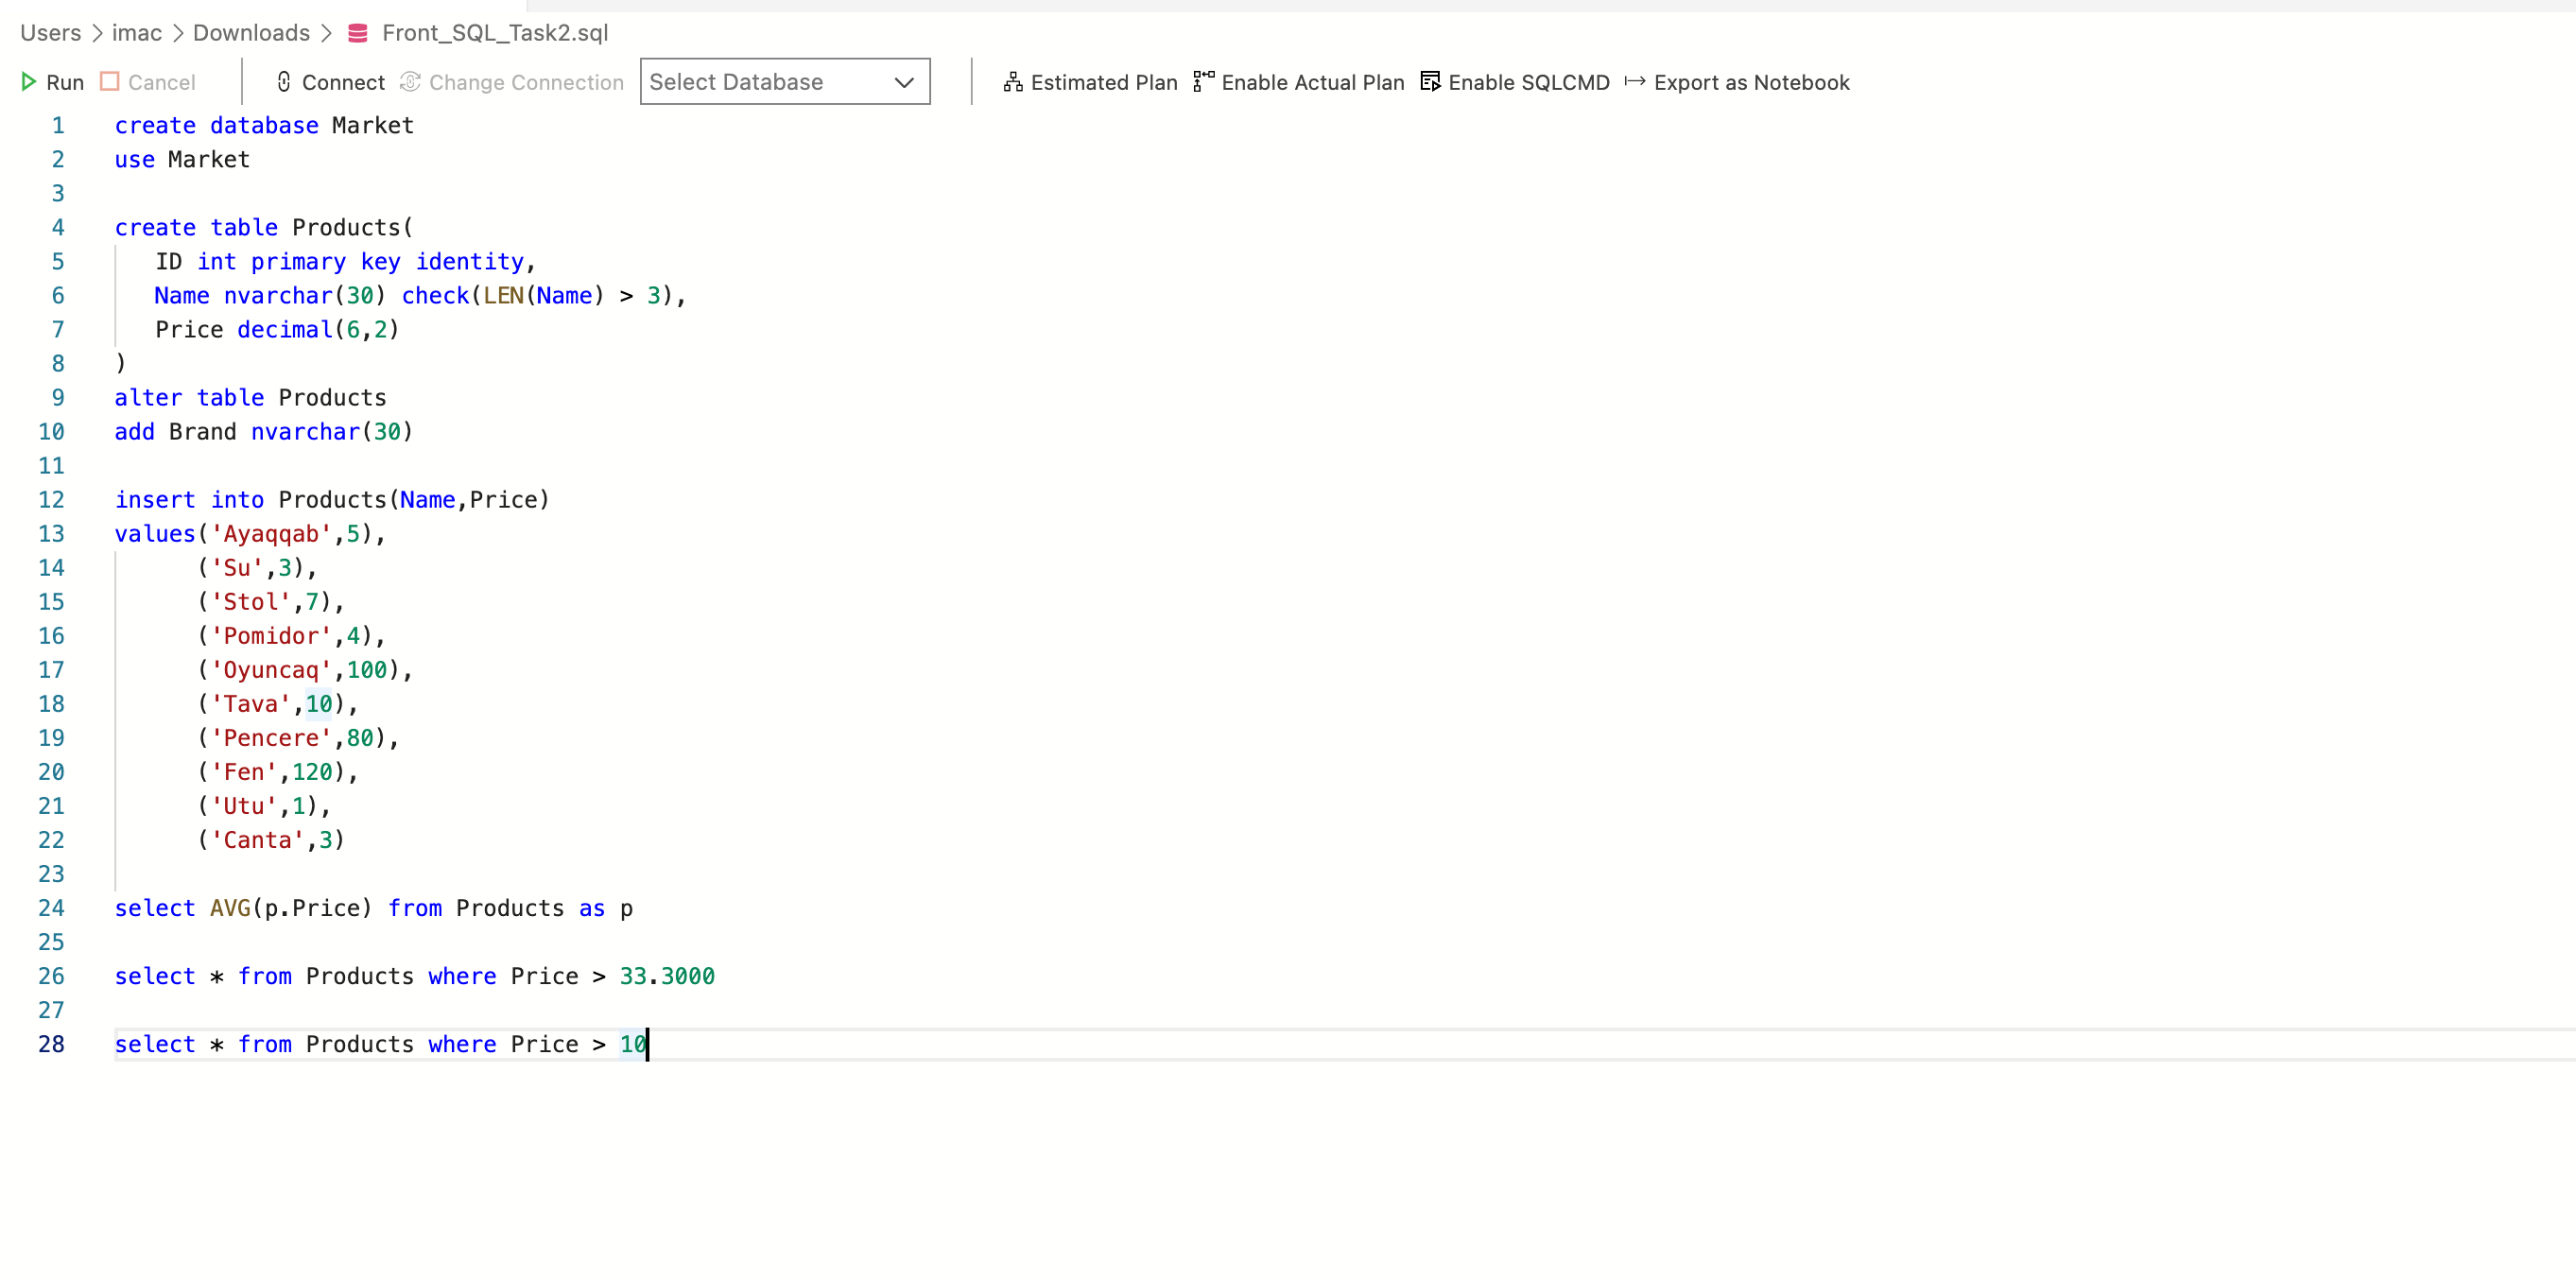 Users > imac > Downloads > Front_SQL_Task2.sql
Run Cancel Connect Change Connection Select Database Estimated Plan Enable Actual Plan Enable SQLCMD Export as Notebook
1 create database Market
2 use Market
3
4 create table Products(
5 ID int primary key identity,
6 Name nvarchar(30) check(LEN(Name) > 3),
7 Price decimal(6,2)
8 )
9 alter table Products
10 add Brand nvarchar(30)
11
12 insert into Products(Name,Price)
13 values('Ayaqqab',5),
14 ('Su',3),
15 ('Stol',7),
16 ('Pomidor',4),
17 ('Oyuncaq',100),
18 ('Tava',10),
19 ('Pencere',80),
20 ('Fen',120),
21 ('Utu',1),
22 ('Canta',3)
23
24 select AVG(p.Price) from Products as p
25
26 select * from Products where Price > 33.3000
27
28 select * from Products where Price > 10